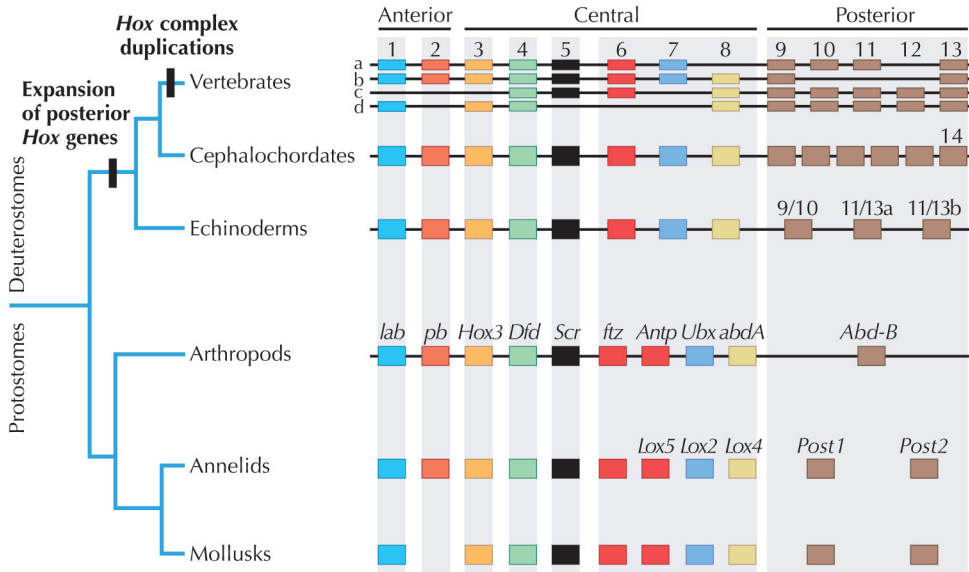 Hox complex
duplications
Expansion
of posterior
Hox genes
Deuterostomes
Protostomes
Vertebrates
Cephalochordates
Echinoderms
Arthropods
Annelids
Mollusks
Anterior Central Posterior
1 2 3 4 5 6 7 8 9 10 11 12 13
a
b
c
d
14
9/10 11/13a 11/13b
lab pb Hox3 Dfd Scr ftz Antp Ubx abdA Abd-B
Lox5 Lox2 Lox4 Post1 Post2